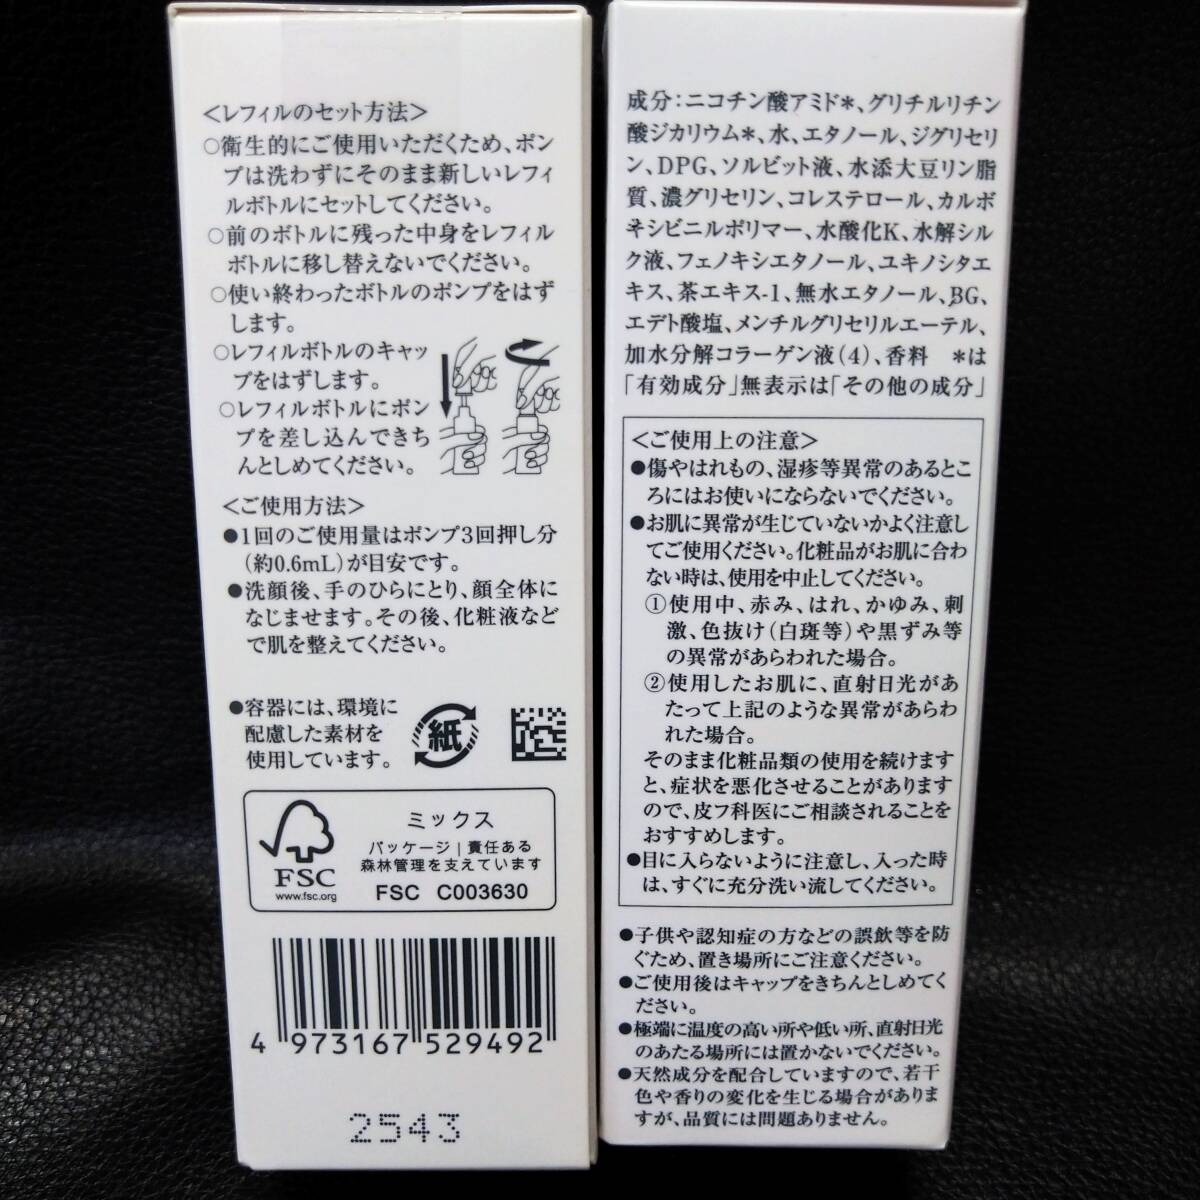 ＜レフィルのセット方法＞
○衛生的にご使用いただくため、ポン
プは洗わずにそのまま新しいレフィ
ルボトルにセットしてください。
○前のボトルに残った中身をレフィル
ボトルに移し替えないでください。
○使い終わったボトルのポンプをはず
します。
○レフィルボトルのキャッ
プをはずします。
○レフィルボトルにポン
プを差し込んできち
んとしめてください。
＜ご使用方法＞
●1回のご使用量はポンプ3回押し分
(約0.6mL)が目安です。
●洗顔後、手のひらにとり、顔全体に
なじませます。その後、化粧液など
で肌を整えてください。
●容器には、環境に
配慮した素材を
使用しています。
紙
ミックス
パッケージ|責任ある
森林管理を支えています
FSC C003630
FSC
www.fsc.org
4 973167 529492
2543
成分：ニコチン酸アミド＊、グリチルリチン
酸ジカリウム＊、水、エタノール、ジグリセリ
ン、DPG、ソルビット液、水添大豆リン脂
質、濃グリセリン、コレステロール、カルボ
キシビニルポリマー、水酸化K、水解シル
ク液、フェノキシエタノール、ユキノシタエ
キス、茶エキス-1、無水エタノール、BG、
エデト酸塩、メンチルグリセリルエーテル、
加水分解コラーゲン液(4)、香料　＊は
「有効成分」無表示は「その他の成分」
＜ご使用上の注意＞
●傷やはれもの、湿疹等異常のあるとこ
ろにはお使いにならないでください。
●お肌に異常が生じていないかよく注意し
てご使用ください。化粧品がお肌に合わ
ない時は、使用を中止してください。
①使用中、赤み、はれ、かゆみ、刺
激、色抜け(白斑等)や黒ずみ等
の異常があらわれた場合。
②使用したお肌に、直射日光があ
たって上記のような異常があらわ
れた場合。
そのまま化粧品類の使用を続けます
と、症状を悪化させることがあります
ので、皮フ科医にご相談されることを
おすすめします。
●目に入らないように注意し、入った時
は、すぐに充分洗い流してください。
●子供や認知症の方などの誤飲等を防
ぐため、置き場所にご注意ください。
●ご使用後はキャップをきちんとしめてく
ださい。
●極端に温度の高い所や低い所、直射日光
のあたる場所には置かないでください。
●天然成分を配合していますので、若干
色や香りの変化を生じる場合がありま
すが、品質には問題ありません。